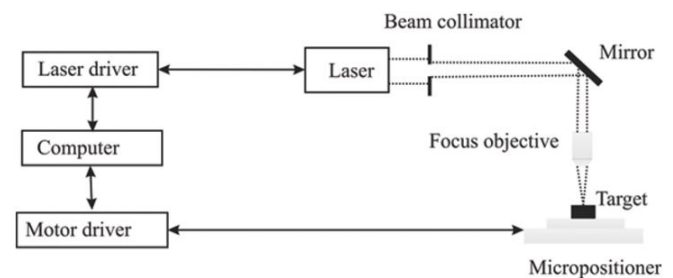 Beam collimator
Mirror
Laser driver
Laser
Computer
Focus objective
Target
Motor driver
Micropositioner